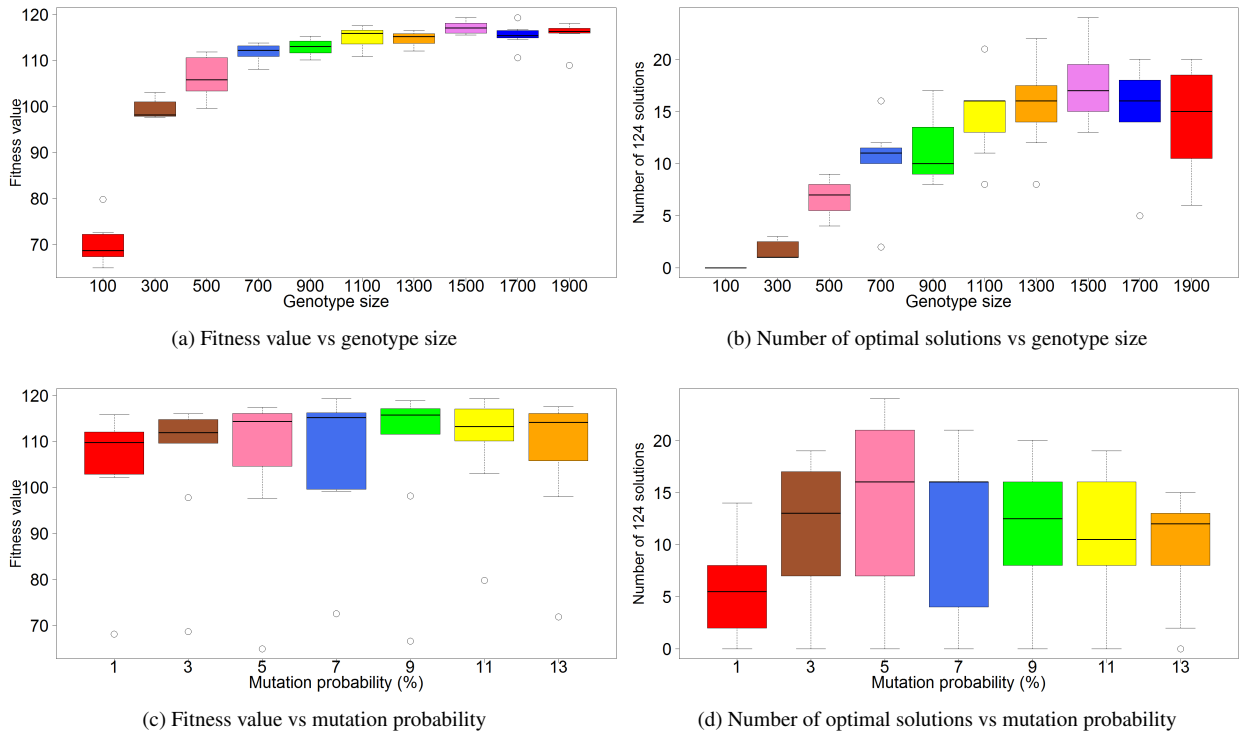 120
110
100
90
80
70
Fitness value
100 300 500 700 900 1100 1300 1500 1700 1900
Genotype size
(a) Fitness value vs genotype size
20
15
10
5
0
Number of 124 solutions
100 300 500 700 900 1100 1300 1500 1700 1900
Genotype size
(b) Number of optimal solutions vs genotype size
120
110
100
90
80
70
Fitness value
1 3 5 7 9 11 13
Mutation probability (%)
(c) Fitness value vs mutation probability
20
15
10
5
0
Number of 124 solutions
1 3 5 7 9 11 13
Mutation probability (%)
(d) Number of optimal solutions vs mutation probability